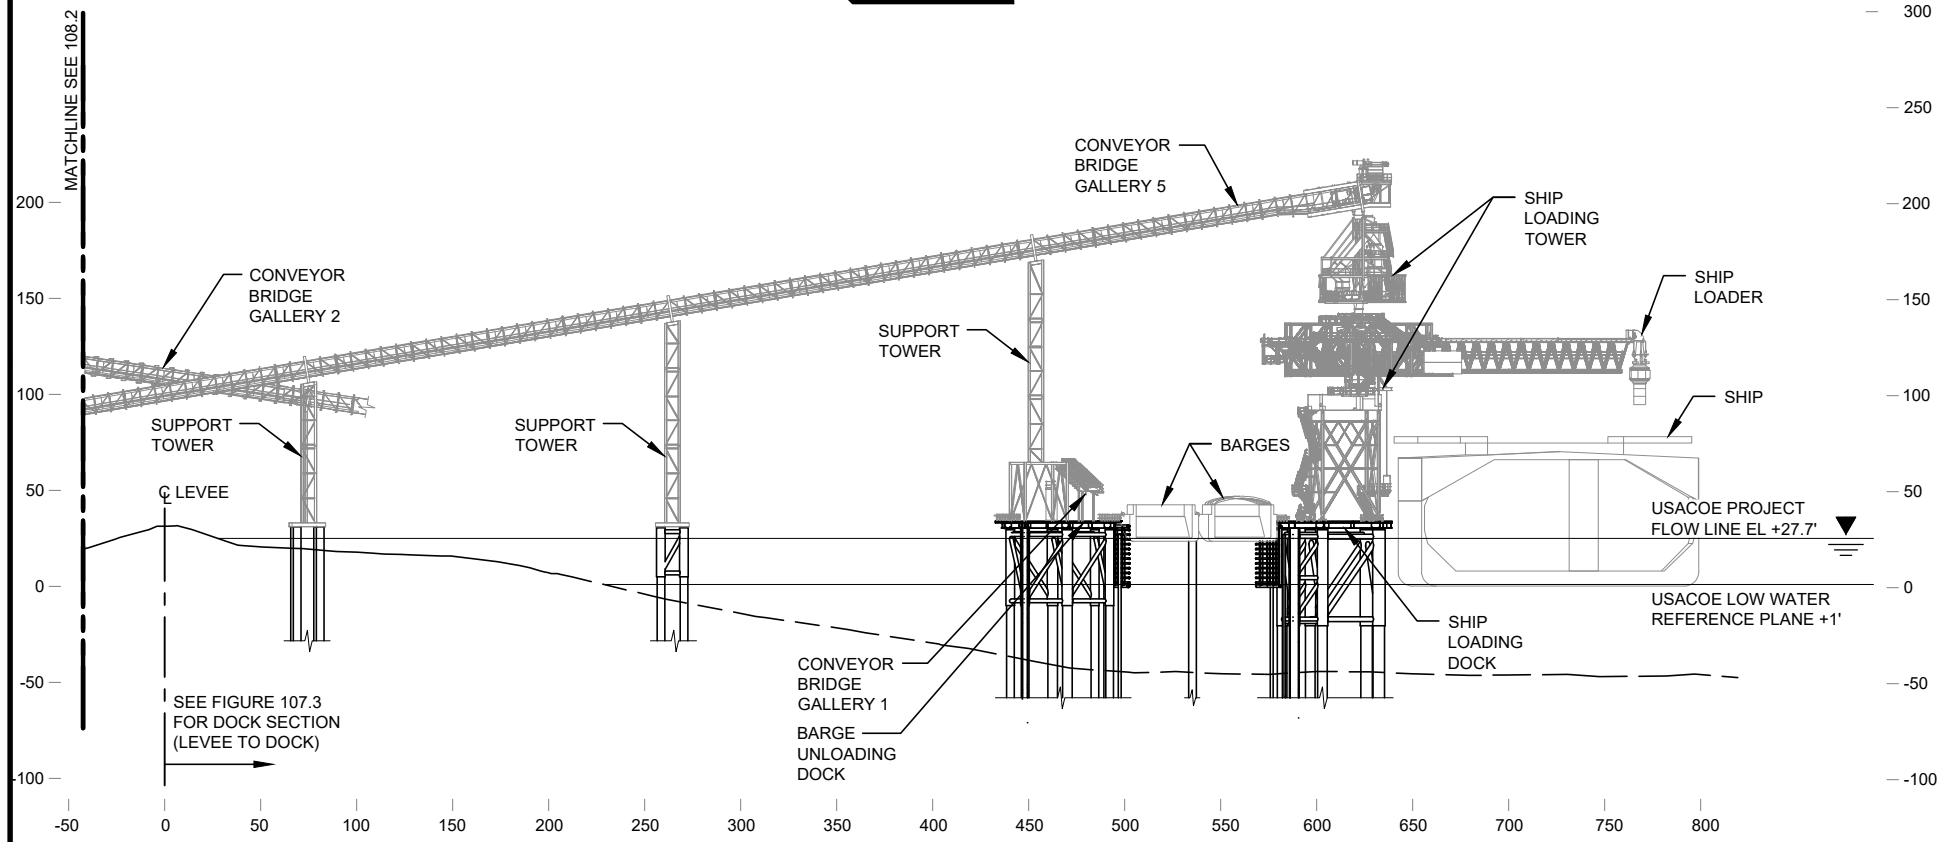 MATCHLINE SEE 108.2
300
250
200
150
100
50
0
-50
-100
200
150
100
50
0
-50
-100
CONVEYOR
BRIDGE
GALLERY 5
SHIP
LOADING
TOWER
CONVEYOR
BRIDGE
GALLERY 2
SHIP
LOADER
SUPPORT
TOWER
SHIP
SUPPORT
TOWER
SUPPORT
TOWER
BARGES
CL LEVEE
USACOE PROJECT
FLOW LINE EL +27.7'
USACOE LOW WATER
REFERENCE PLANE +1'
SHIP
LOADING
DOCK
CONVEYOR
BRIDGE
GALLERY 1
BARGE
UNLOADING
DOCK
SEE FIGURE 107.3
FOR DOCK SECTION
(LEVEE TO DOCK)
-50 0 50 100 150 200 250 300 350 400 450 500 550 600 650 700 750 800